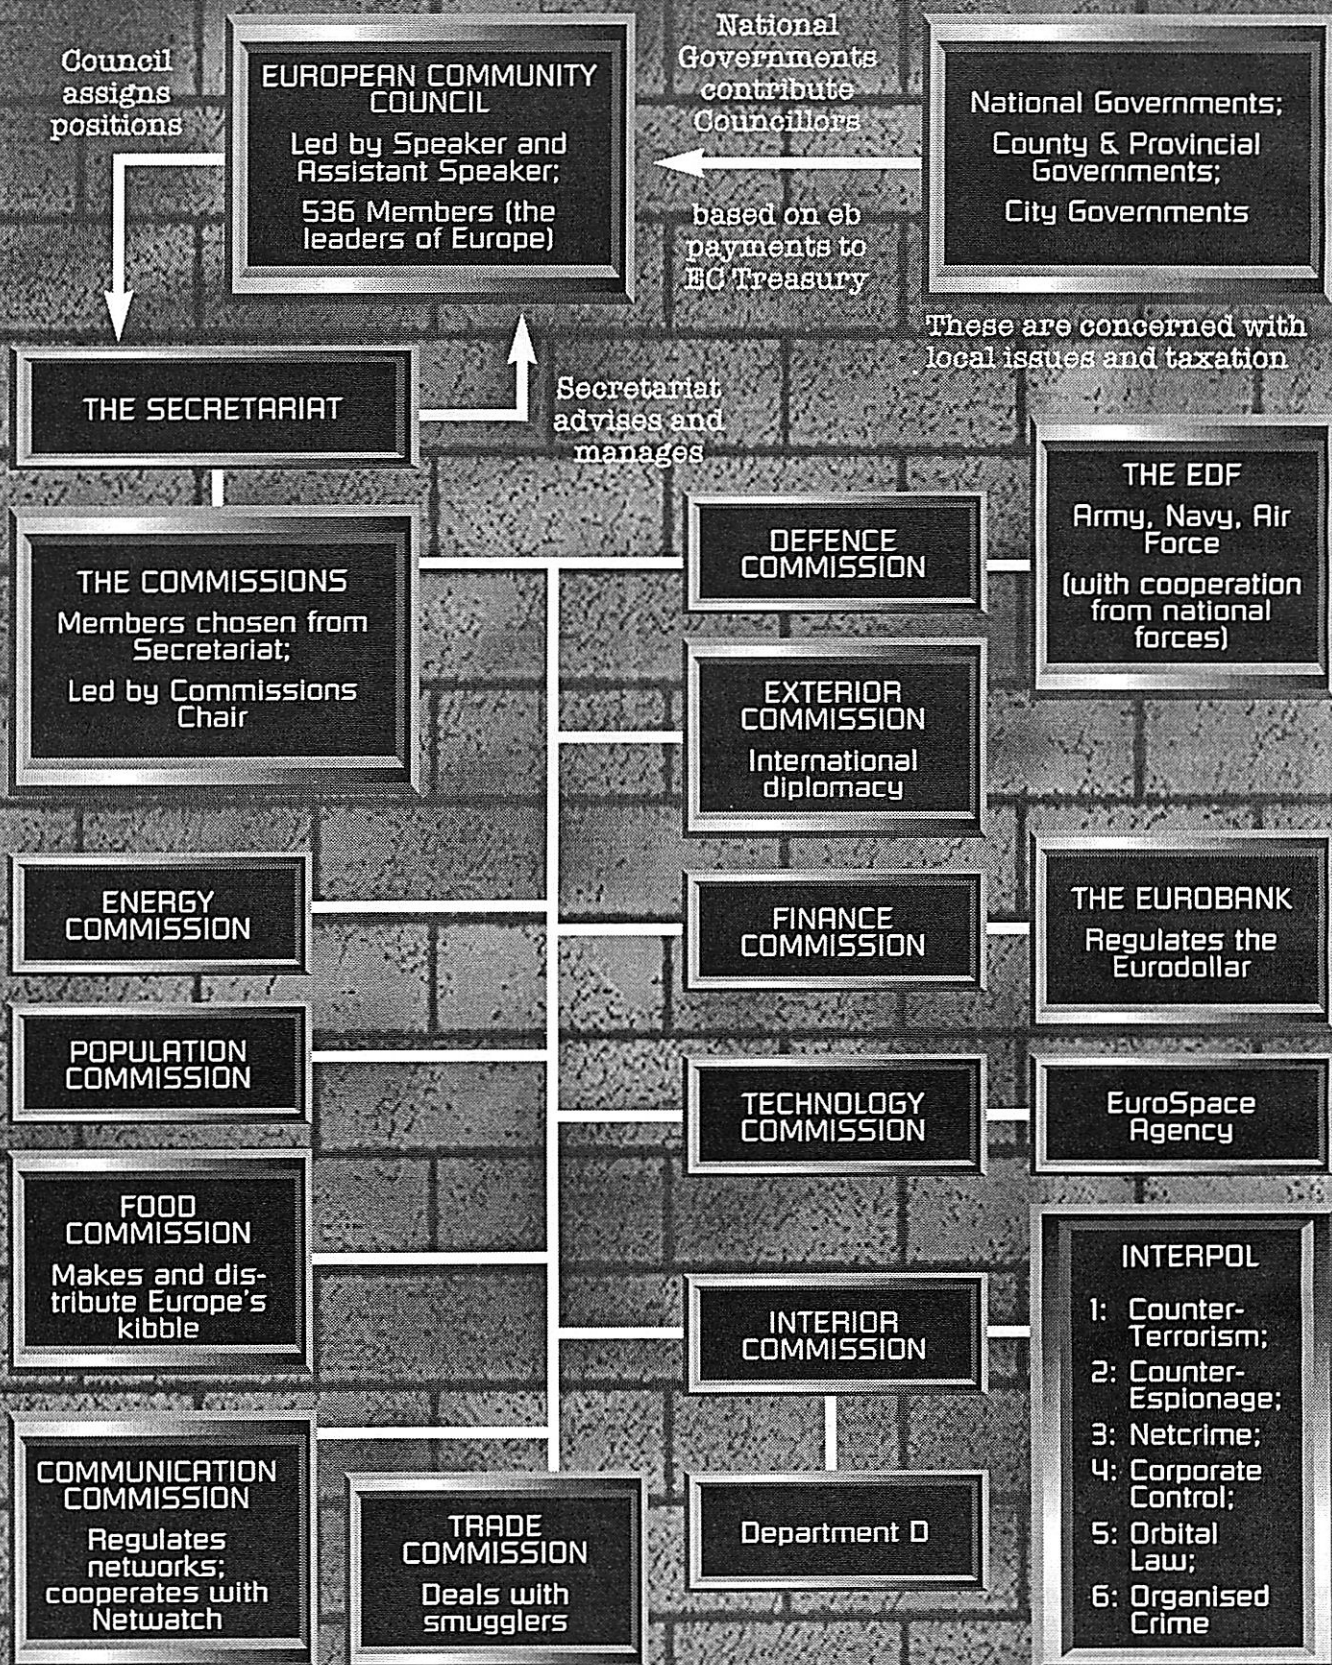 Council
assigns
positions
EUROPEAN COMMUNITY
COUNCIL
Led by Speaker and
Assistant Speaker;
536 Members (the
leaders of Europe)
National
Governments
contribute
Councillors
based on eb
payments to
EC Treasury
National Governments;
County & Provincial
Governments;
City Governments
These are concerned with
local issues and taxation
THE SECRETARIAT
Secretariat
advises and
manages
THE COMMISSIONS
Members chosen from
Secretariat;
Led by Commissions
Chair
DEFENCE
COMMISSION
THE EDF
Army, Navy, Air
Force
(with cooperation
from national
forces)
EXTERIOR
COMMISSION
International
diplomacy
ENERGY
COMMISSION
FINANCE
COMMISSION
THE EUROBANK
Regulates the
Eurodollar
POPULATION
COMMISSION
TECHNOLOGY
COMMISSION
EuroSpace
Agency
FOOD
COMMISSION
Makes and dis-
tribute Europe's
kibble
INTERIOR
COMMISSION
INTERPOL
1: Counter-
Terrorism;
2: Counter-
Espionage;
3: Netcrime;
4: Corporate
Control;
5: Orbital
Law;
6: Organised
Crime
COMMUNICATION
COMMISSION
Regulates
networks;
cooperates with
Netwatch
TRADE
COMMISSION
Deals with
smugglers
Department D